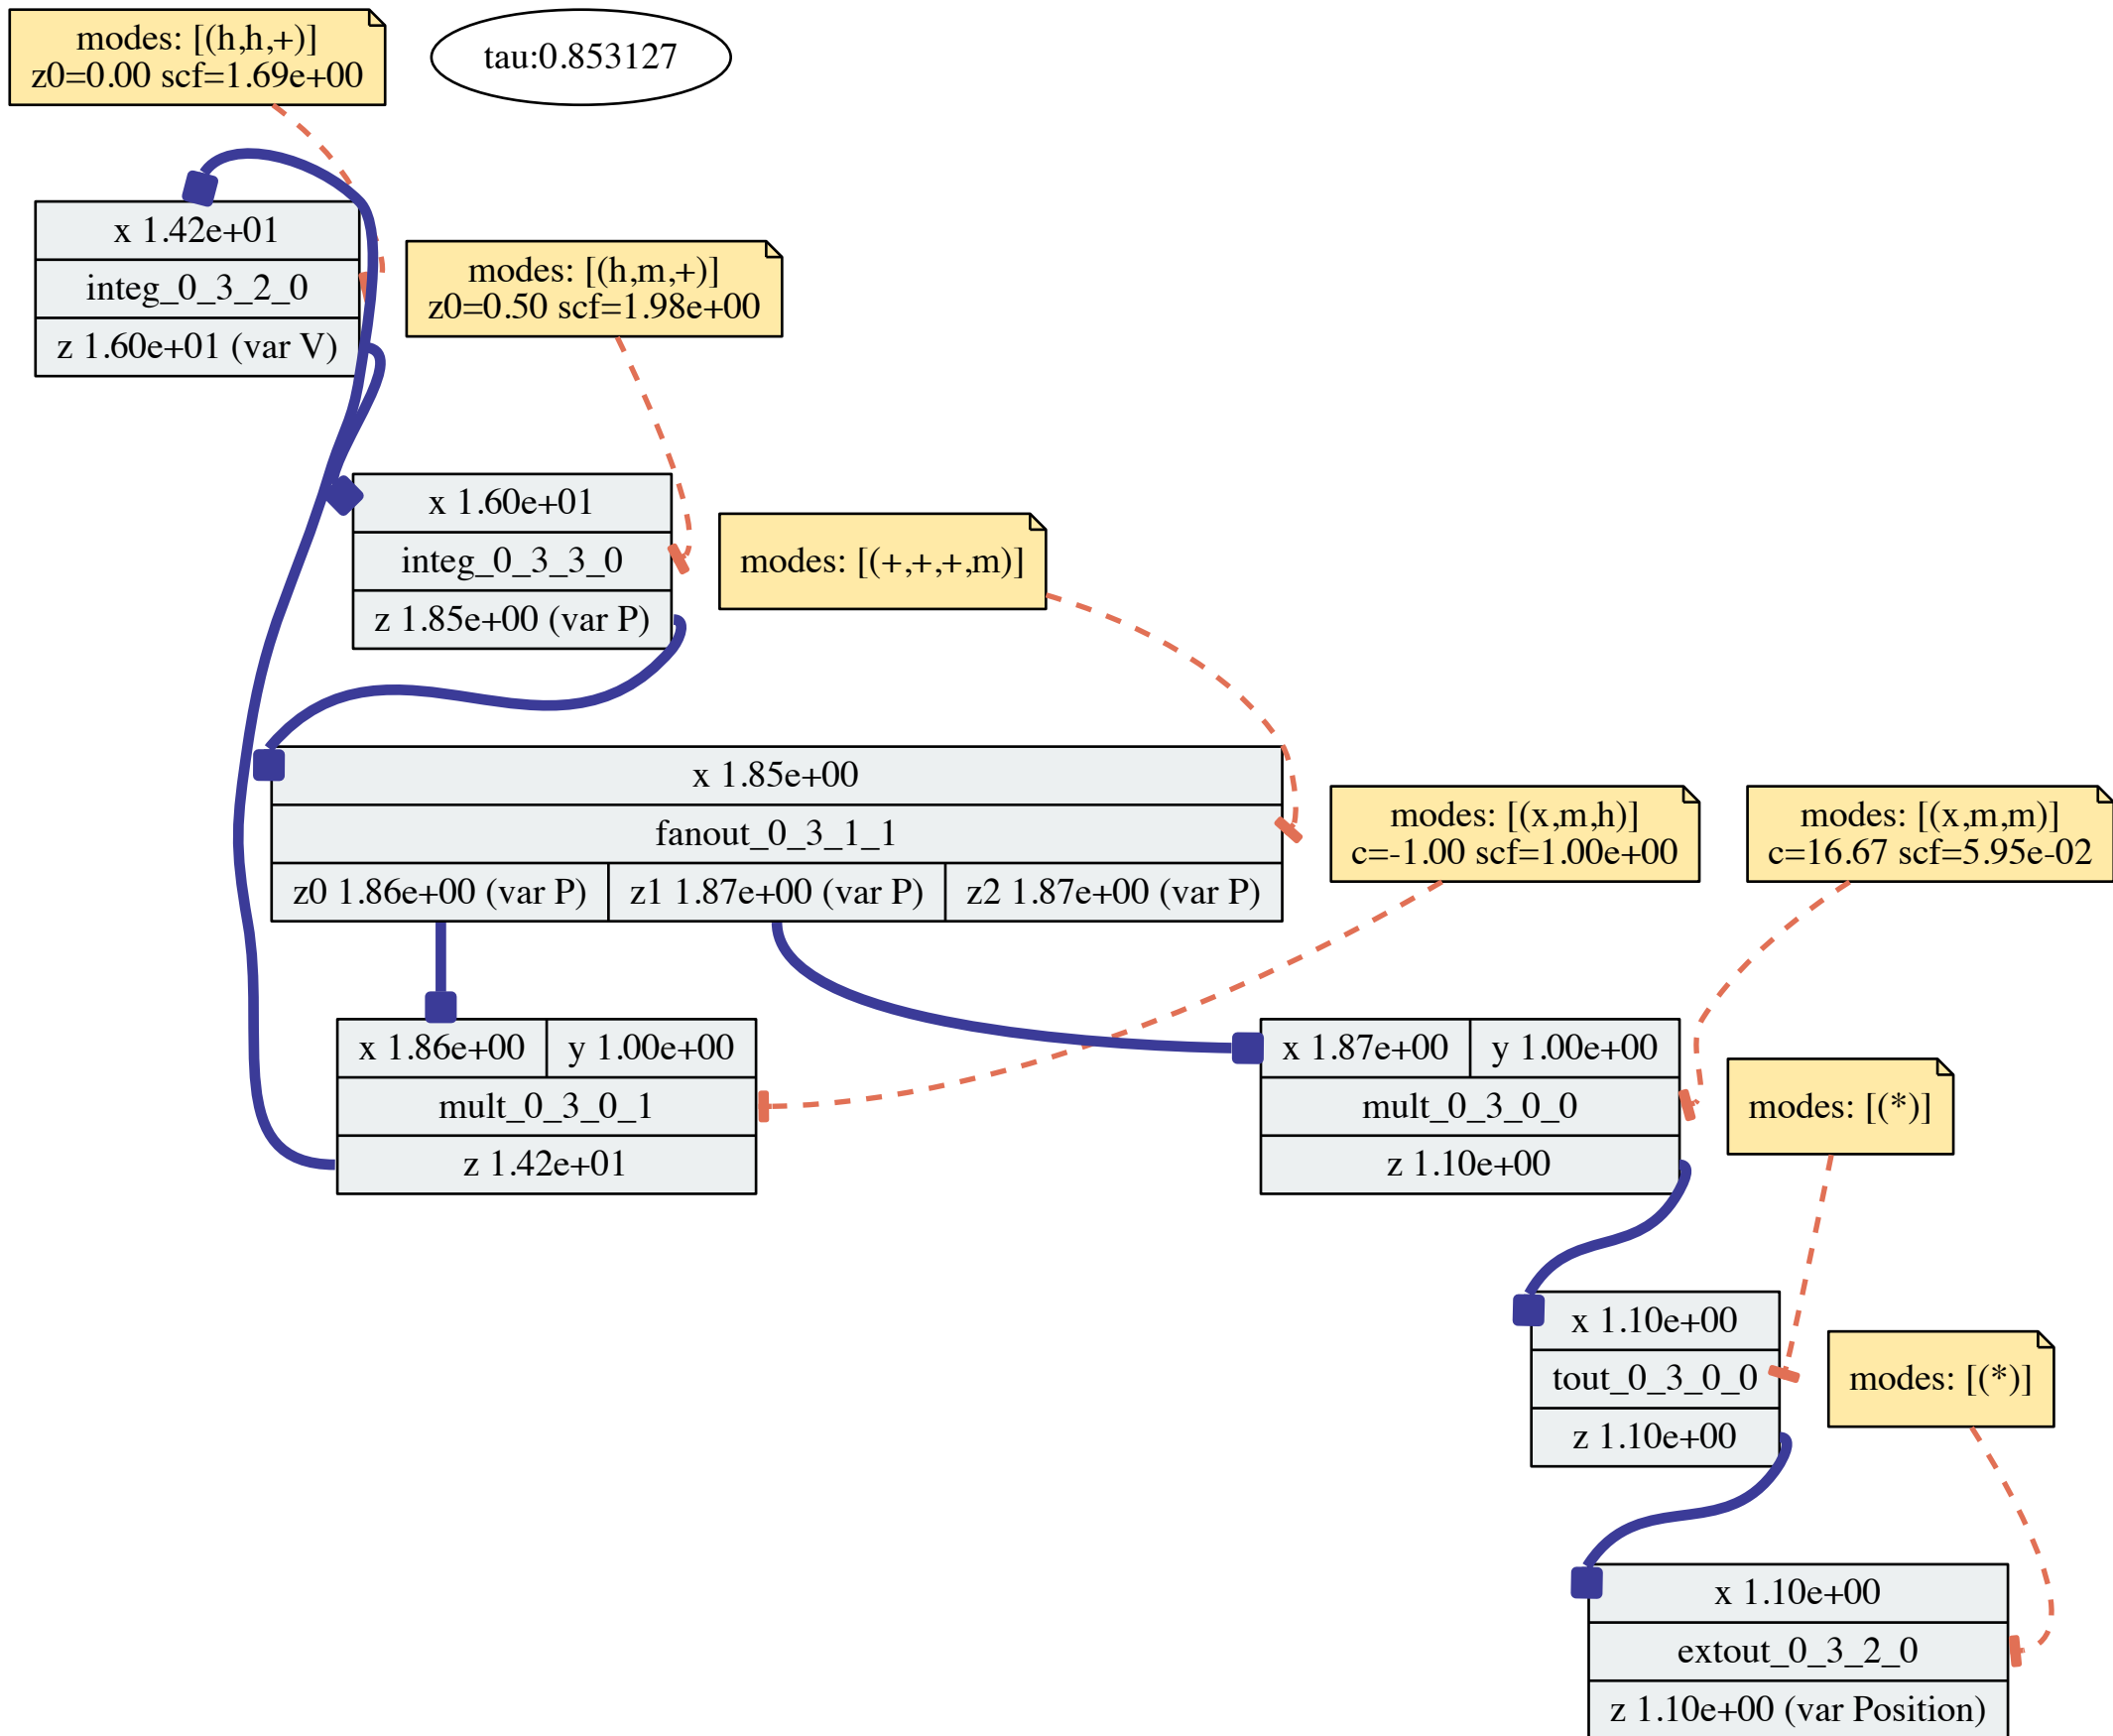 modes: [(h,h,+)]
z0=0.00 scf=1.69e+00
tau:0.853127
x 1.42e+01
integ_0_3_2_0
z 1.60e+01 (var V)
modes: [(h,m,+)]
z0=0.50 scf=1.98e+00
x 1.60e+01
integ_0_3_3_0
z 1.85e+00 (var P)
modes: [(+,+,+,m)]
x 1.85e+00
fanout_0_3_1_1
z0 1.86e+00 (var P)
z1 1.87e+00 (var P)
z2 1.87e+00 (var P)
modes: [(x,m,h)]
c=-1.00 scf=1.00e+00
modes: [(x,m,m)]
c=16.67 scf=5.95e-02
x 1.86e+00
y 1.00e+00
mult_0_3_0_1
z 1.42e+01
x 1.87e+00
y 1.00e+00
mult_0_3_0_0
z 1.10e+00
modes: [(*)]
x 1.10e+00
tout_0_3_0_0
z 1.10e+00
modes: [(*)]
x 1.10e+00
extout_0_3_2_0
z 1.10e+00 (var Position)